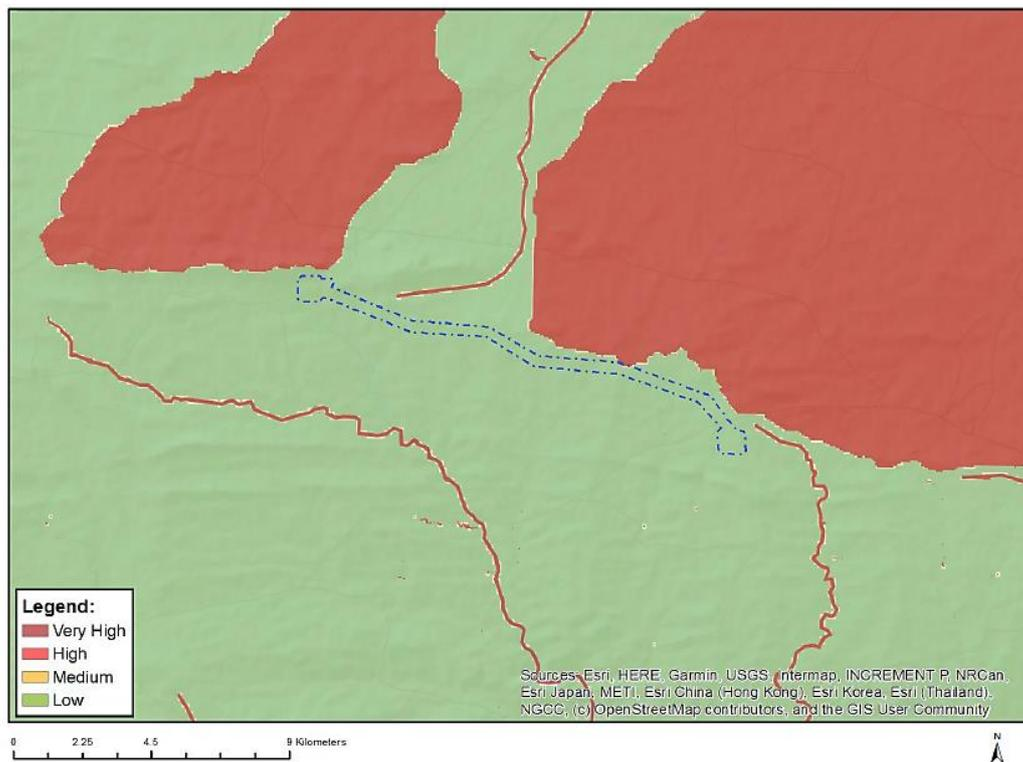 Legend:
Very High
High
Medium
Low
Sources: Esri, HERE, Garmin, USGS, Intermap, INCREMENT P, NRCan,
Esri Japan, METI, Esri China (Hong Kong), Esri Korea, Esri (Thailand),
NGCC, (c) OpenStreetMap contributors, and the GIS User Community
0 2.25 4.5 9 Kilometers
N